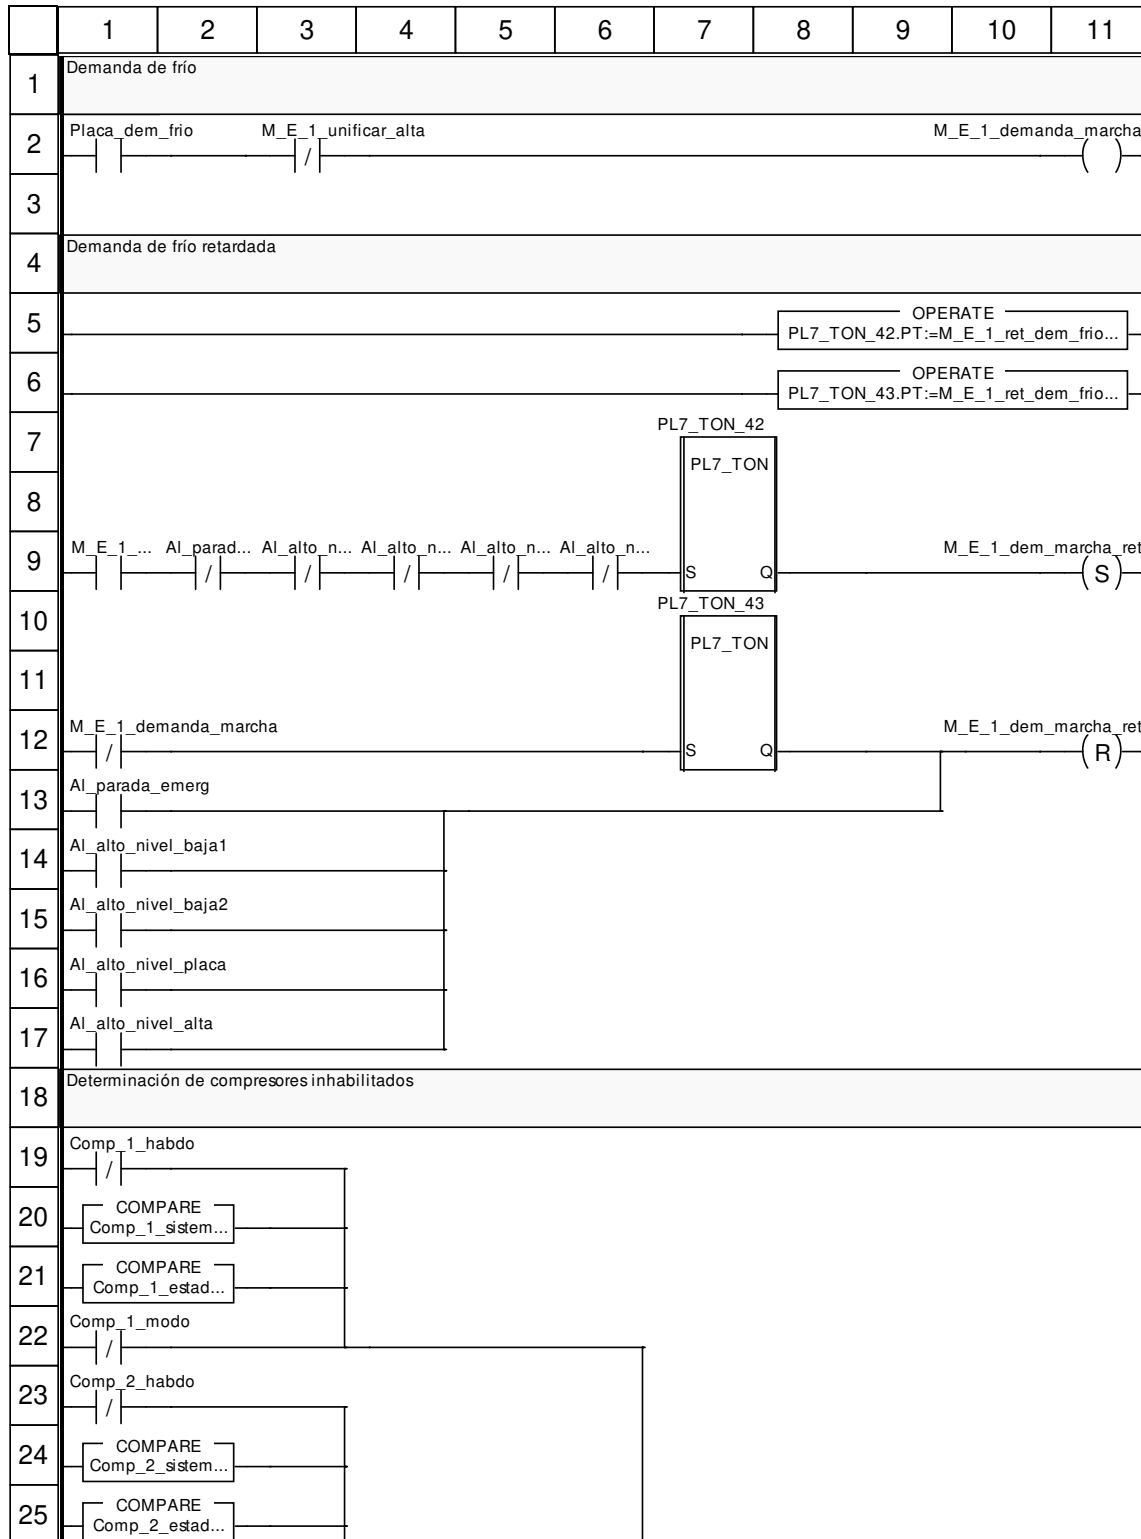 1 2 3 4 5 6 7 8 9 10 11
1
Demanda de frío
2
Placa_dem_frio M_E_1_unificar_alta M_E_1_demanda_marcha
/ ( )
3
4
Demanda de frío retardada
5
OPERATE
PL7_TON_42.PT:=M_E_1_ret_dem_frio...
6
OPERATE
PL7_TON_43.PT:=M_E_1_ret_dem_frio...
7
PL7_TON_42
PL7_TON
8
9
M_E_1_... Al_parad... Al_alto_n... Al_alto_n... Al_alto_n... Al_alto_n... M_E_1_dem_marcha_ret
/ / / / / S Q (S)
10
PL7_TON_43
PL7_TON
11
12
M_E_1_demanda_marcha M_E_1_dem_marcha_ret
/ S Q (R)
13
Al_parada_emerg
14
Al_alto_nivel_baja1
15
Al_alto_nivel_baja2
16
Al_alto_nivel_placa
17
Al_alto_nivel_alta
18
Determinación de compresores inhabilitados
19
Comp_1_habdo
/
20
COMPARE
Comp_1_sistem...
21
COMPARE
Comp_1_estad...
22
Comp_1_modo
/
23
Comp_2_habdo
/
24
COMPARE
Comp_2_sistem...
25
COMPARE
Comp_2_estad...